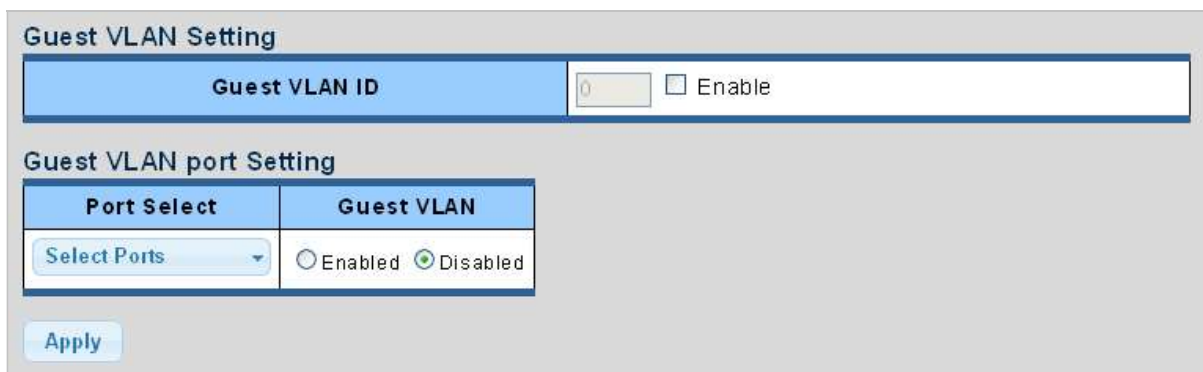 Guest VLAN Setting
Guest VLAN ID
0 Enable
Guest VLAN port Setting
Port Select Guest VLAN
Select Ports Enabled Disabled
Apply